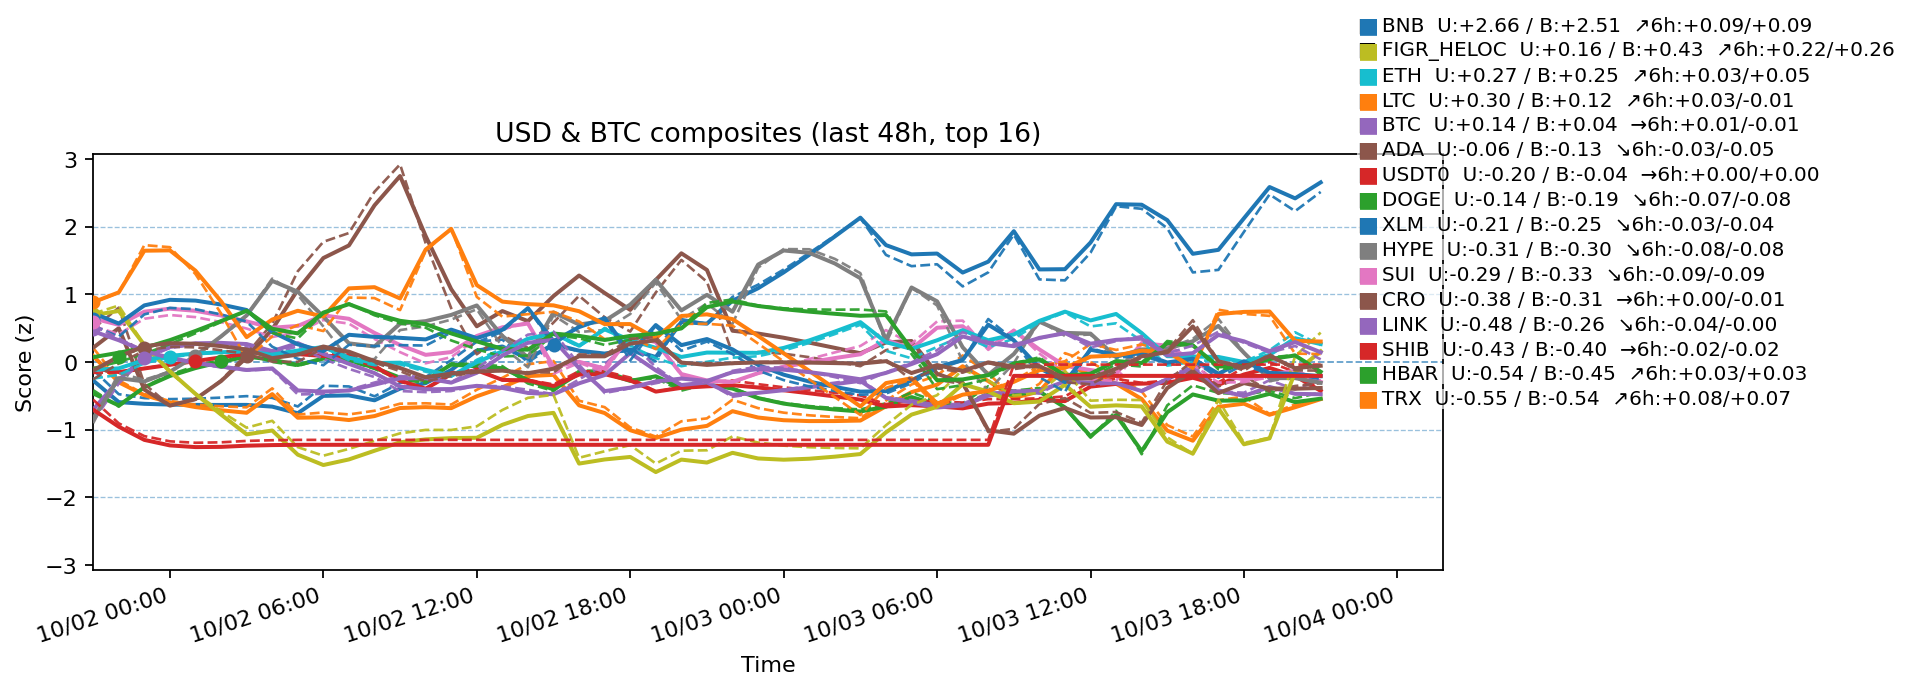 BNB  U:+2.66 / B:+2.51  ↗6h:+0.09/+0.09
FIGR_HELOC  U:+0.16 / B:+0.43  ↗6h:+0.22/+0.26
ETH  U:+0.27 / B:+0.25  ↗6h:+0.03/+0.05
LTC  U:+0.30 / B:+0.12  ↗6h:+0.03/-0.01
BTC  U:+0.14 / B:+0.04  →6h:+0.01/-0.01
ADA  U:-0.06 / B:-0.13  ↘6h:-0.03/-0.05
USDT0  U:-0.20 / B:-0.04  →6h:+0.00/+0.00
DOGE  U:-0.14 / B:-0.19  ↘6h:-0.07/-0.08
XLM  U:-0.21 / B:-0.25  ↘6h:-0.03/-0.04
HYPE  U:-0.31 / B:-0.30  ↘6h:-0.08/-0.08
SUI  U:-0.29 / B:-0.33  ↘6h:-0.09/-0.09
CRO  U:-0.38 / B:-0.31  →6h:+0.00/-0.01
LINK  U:-0.48 / B:-0.26  ↘6h:-0.04/-0.00
SHIB  U:-0.43 / B:-0.40  →6h:-0.02/-0.02
HBAR  U:-0.54 / B:-0.45  ↗6h:+0.03/+0.03
TRX  U:-0.55 / B:-0.54  ↗6h:+0.08/+0.07
USD & BTC composites (last 48h, top 16)
Score (z)
3
2
1
0
−1
−2
−3
10/02 00:00
10/02 06:00
10/02 12:00
10/02 18:00
10/03 00:00
10/03 06:00
10/03 12:00
10/03 18:00
10/04 00:00
Time